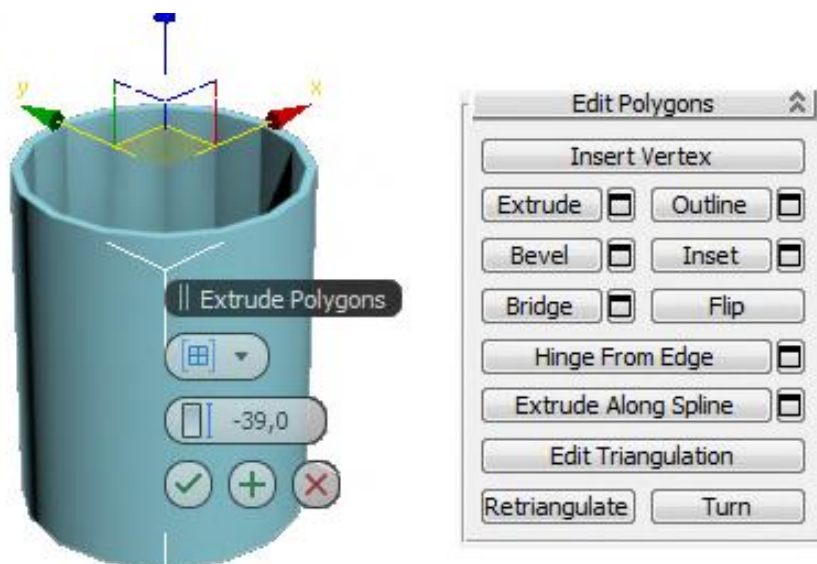 y
x
Extrude Polygons
-39,0
Edit Polygons
Insert Vertex
Extrude
Outline
Bevel
Inset
Bridge
Flip
Hinge From Edge
Extrude Along Spline
Edit Triangulation
Retriangulate
Turn